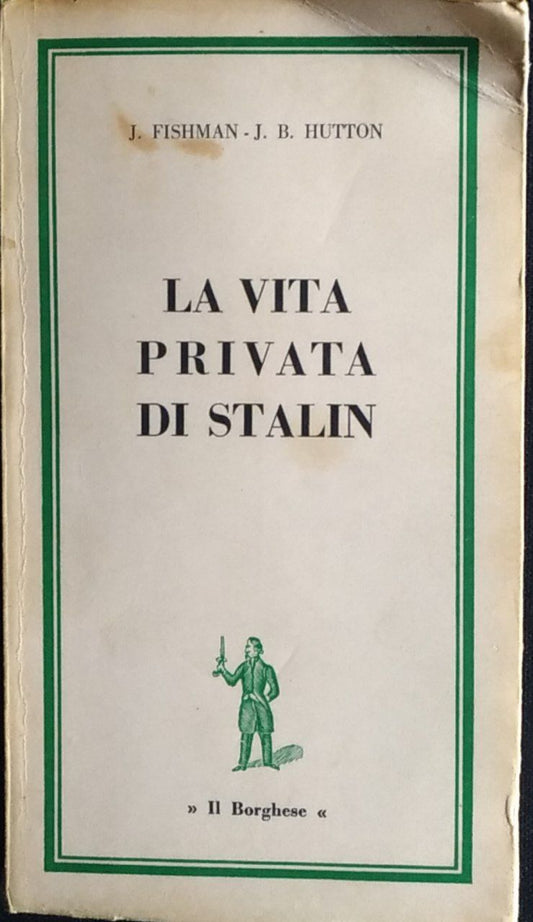 J. FISHMAN - J. B. HUTTON
LA VITA
PRIVATA
DI STALIN
» Il Borghese «